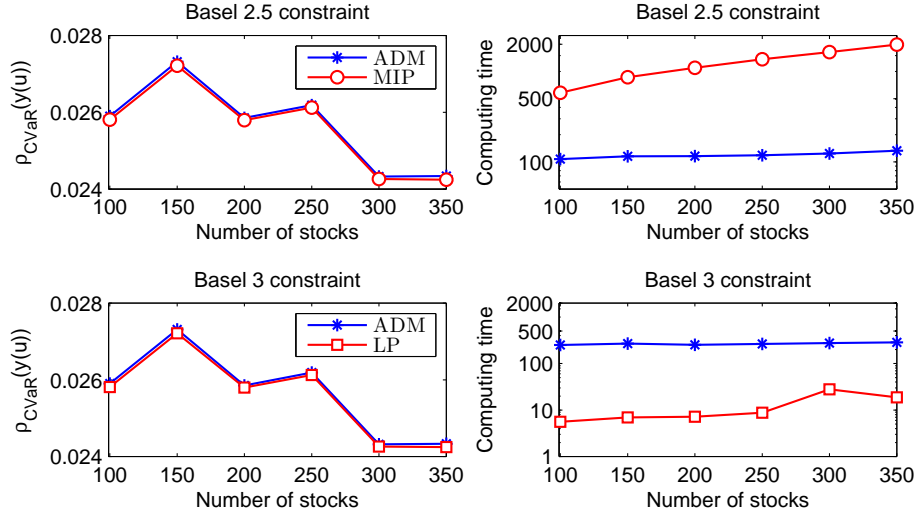 Basel 2.5 constraint
0.028
0.026
0.024
ρCVaR(y(u))
ADM
MIP
100 150 200 250 300 350
Number of stocks
Basel 2.5 constraint
2000
500
100
Computing time
100 150 200 250 300 350
Number of stocks
Basel 3 constraint
0.028
0.026
0.024
ρCVaR(y(u))
ADM
LP
100 150 200 250 300 350
Number of stocks
Basel 3 constraint
2000
500
100
10
1
Computing time
100 150 200 250 300 350
Number of stocks